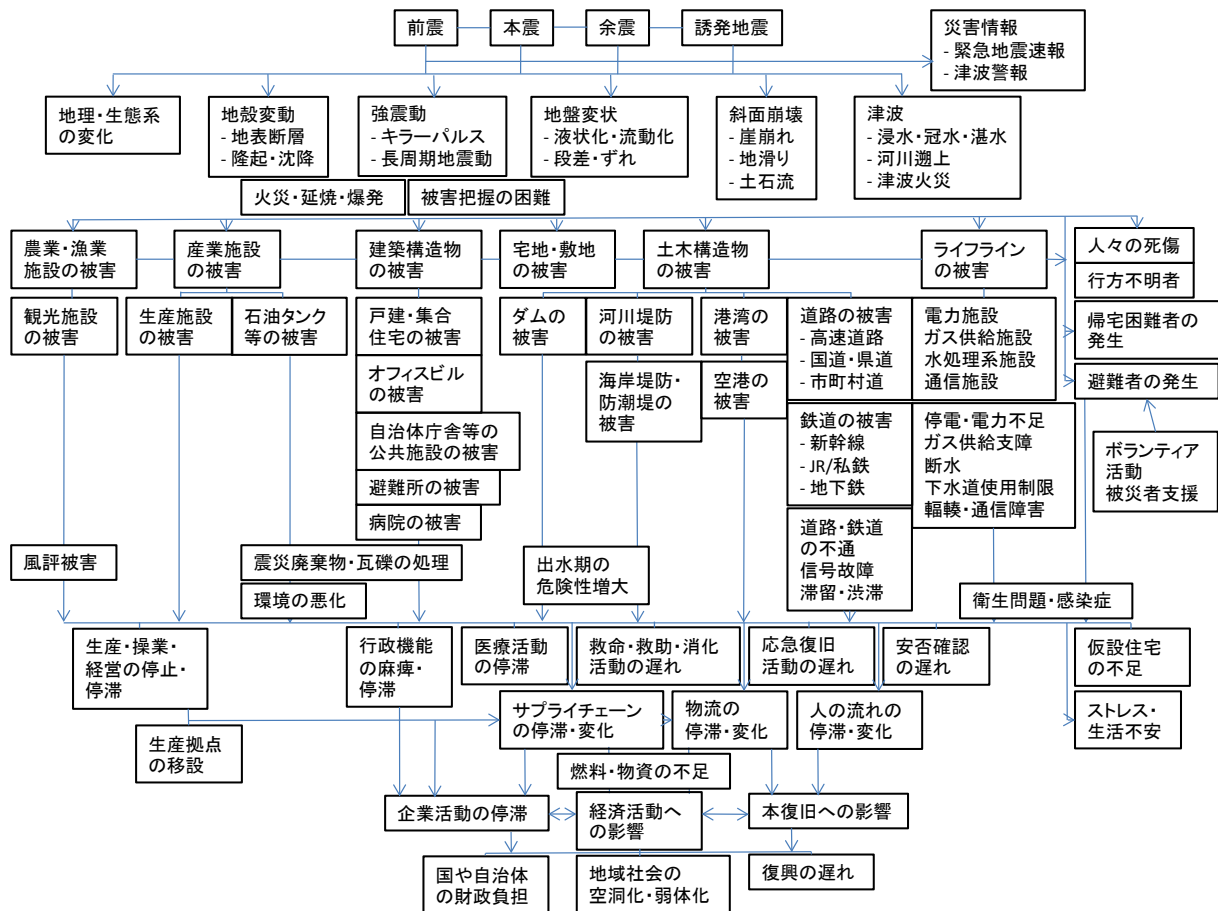 前震
本震
余震
誘発地震
災害情報
- 緊急地震速報
- 津波警報
地理・生態系
の変化
地殻変動
- 地表断層
- 隆起・沈降
強震動
- キラーパルス
- 長周期地震動
地盤変状
- 液状化・流動化
- 段差・ずれ
斜面崩壊
- 崖崩れ
- 地滑り
- 土石流
津波
- 浸水・冠水・湛水
- 河川遡上
- 津波火災
火災・延焼・爆発
被害把握の困難
農業・漁業
施設の被害
産業施設
の被害
建築構造物
の被害
宅地・敷地
の被害
土木構造物
の被害
ライフライン
の被害
人々の死傷
行方不明者
観光施設
の被害
生産施設
の被害
石油タンク
等の被害
戸建・集合
住宅の被害
ダムの
被害
河川堤防
の被害
港湾の
被害
道路の被害
- 高速道路
- 国道・県道
- 市町村道
電力施設
ガス供給施設
水処理系施設
通信施設
帰宅困難者の
発生
オフィスビル
の被害
海岸堤防・
防潮堤の
被害
空港の
被害
避難者の発生
自治体庁舎等の
公共施設の被害
鉄道の被害
- 新幹線
- JR/私鉄
- 地下鉄
停電・電力不足
ガス供給支障
断水
下水道使用制限
輻輳・通信障害
ボランティア
活動
被災者支援
避難所の被害
病院の被害
風評被害
震災廃棄物・瓦礫の処理
出水期の
危険性増大
道路・鉄道
の不通
信号故障
滞留・渋滞
環境の悪化
衛生問題・感染症
生産・操業・
経営の停止・
停滞
行政機能
の麻痺・
停滞
医療活動
の停滞
救命・救助・消化
活動の遅れ
応急復旧
活動の遅れ
安否確認
の遅れ
仮設住宅
の不足
サプライチェーン
の停滞・変化
物流の
停滞・変化
人の流れの
停滞・変化
ストレス・
生活不安
生産拠点
の移設
燃料・物資の不足
企業活動の停滞
経済活動へ
の影響
本復旧への影響
国や自治体
の財政負担
地域社会の
空洞化・弱体化
復興の遅れ